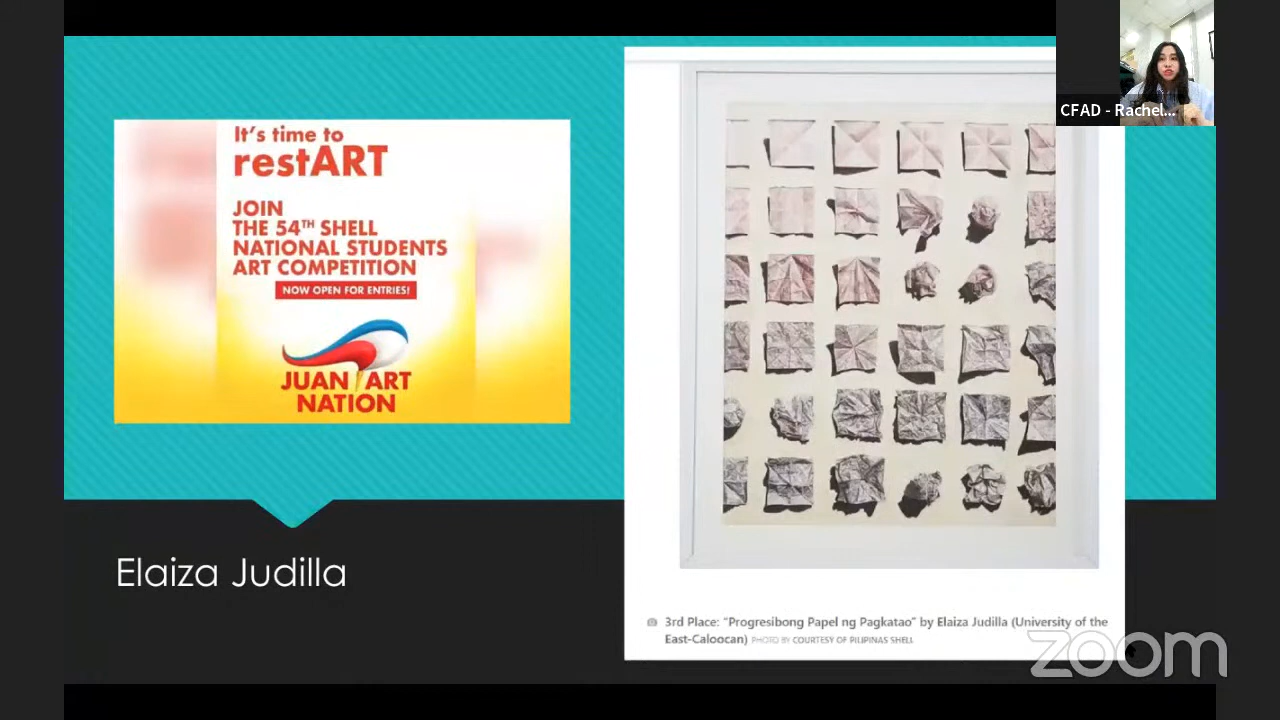 It's time to
restART
JOIN
THE 54TH SHELL
NATIONAL STUDENTS
ART COMPETITION
NOW OPEN FOR ENTRIES!
JUAN ART
NATION
Elaiza Judilla
3rd Place: "Progresibong Papel ng Pagkatao" by Elaiza Judilla (University of the
East-Caloocan) PHOTO BY COURTESY OF PILIPINAS SHELL
CFAD - Rachel...
zoom